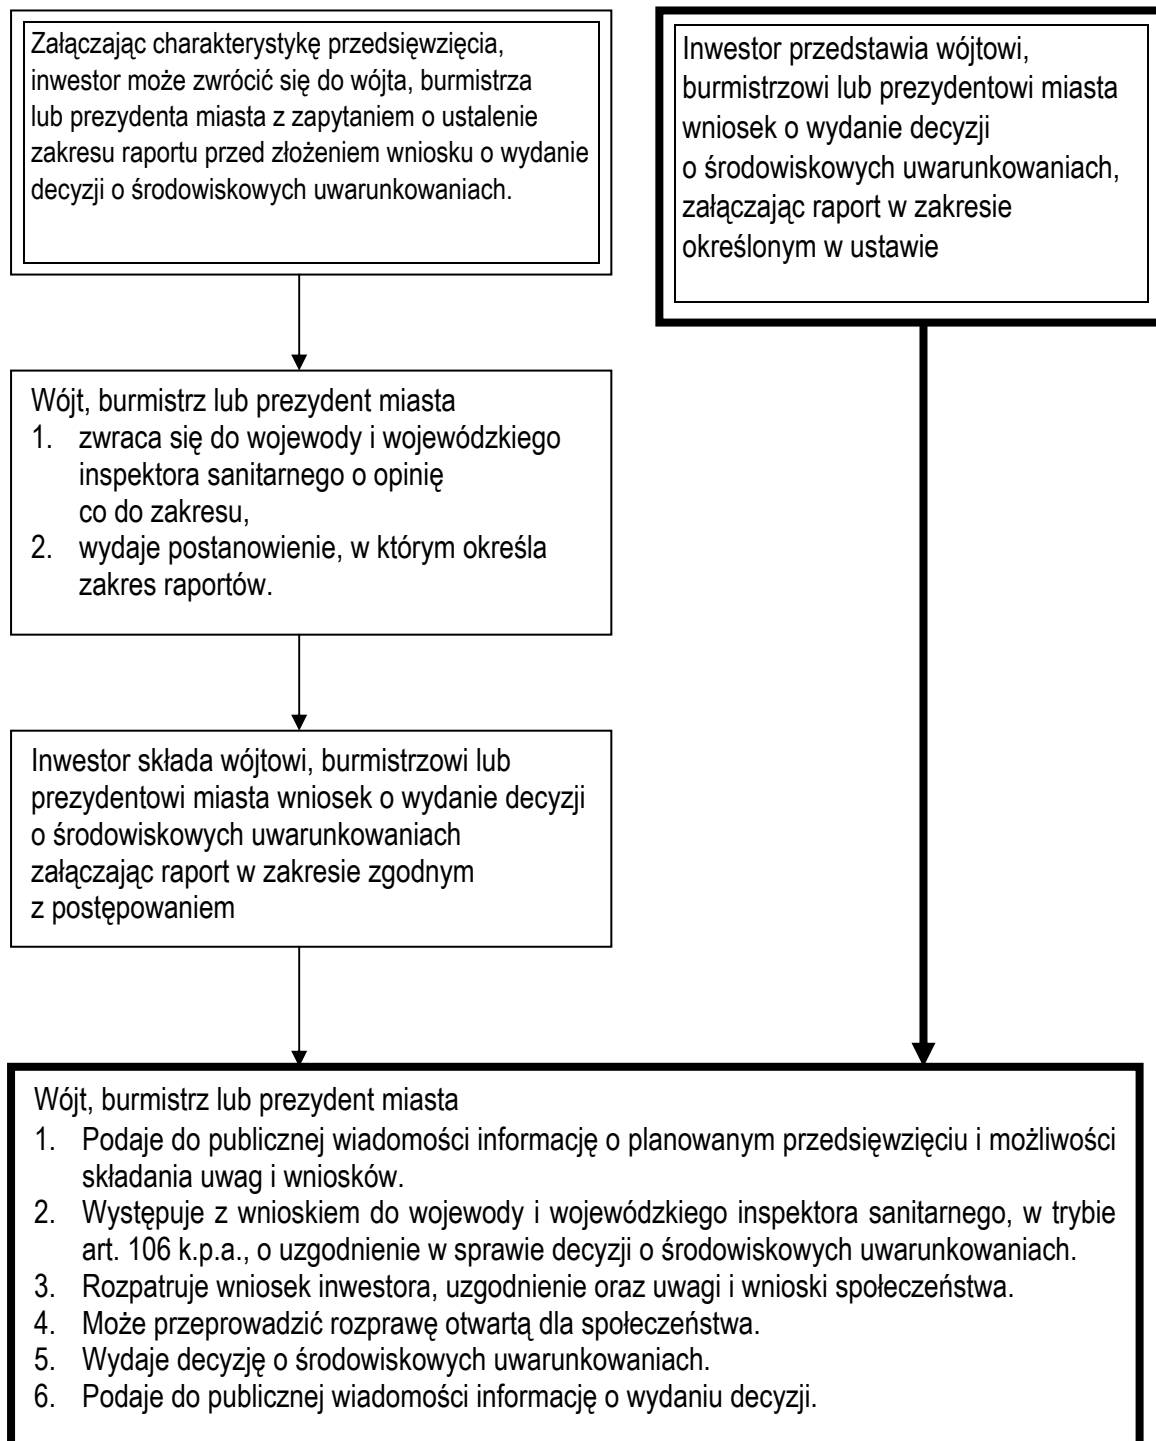 Załączając charakterystykę przedsięwzięcia,
inwestor może zwrócić się do wójta, burmistrza
lub prezydenta miasta z zapytaniem o ustalenie
zakresu raportu przed złożeniem wniosku o wydanie
decyzji o środowiskowych uwarunkowaniach.
Inwestor przedstawia wójtowi,
burmistrzowi lub prezydentowi miasta
wniosek o wydanie decyzji
o środowiskowych uwarunkowaniach,
załączając raport w zakresie
określonym w ustawie
Wójt, burmistrz lub prezydent miasta
1. zwraca się do wojewody i wojewódzkiego
inspektora sanitarnego o opinię
co do zakresu,
2. wydaje postanowienie, w którym określa
zakres raportów.
Inwestor składa wójtowi, burmistrzowi lub
prezydentowi miasta wniosek o wydanie decyzji
o środowiskowych uwarunkowaniach
załączając raport w zakresie zgodnym
z postępowaniem
Wójt, burmistrz lub prezydent miasta
1. Podaje do publicznej wiadomości informację o planowanym przedsięwzięciu i możliwości
składania uwag i wniosków.
2. Występuje z wnioskiem do wojewody i wojewódzkiego inspektora sanitarnego, w trybie
art. 106 k.p.a., o uzgodnienie w sprawie decyzji o środowiskowych uwarunkowaniach.
3. Rozpatruje wniosek inwestora, uzgodnienie oraz uwagi i wnioski społeczeństwa.
4. Może przeprowadzić rozprawę otwartą dla społeczeństwa.
5. Wydaje decyzję o środowiskowych uwarunkowaniach.
6. Podaje do publicznej wiadomości informację o wydaniu decyzji.